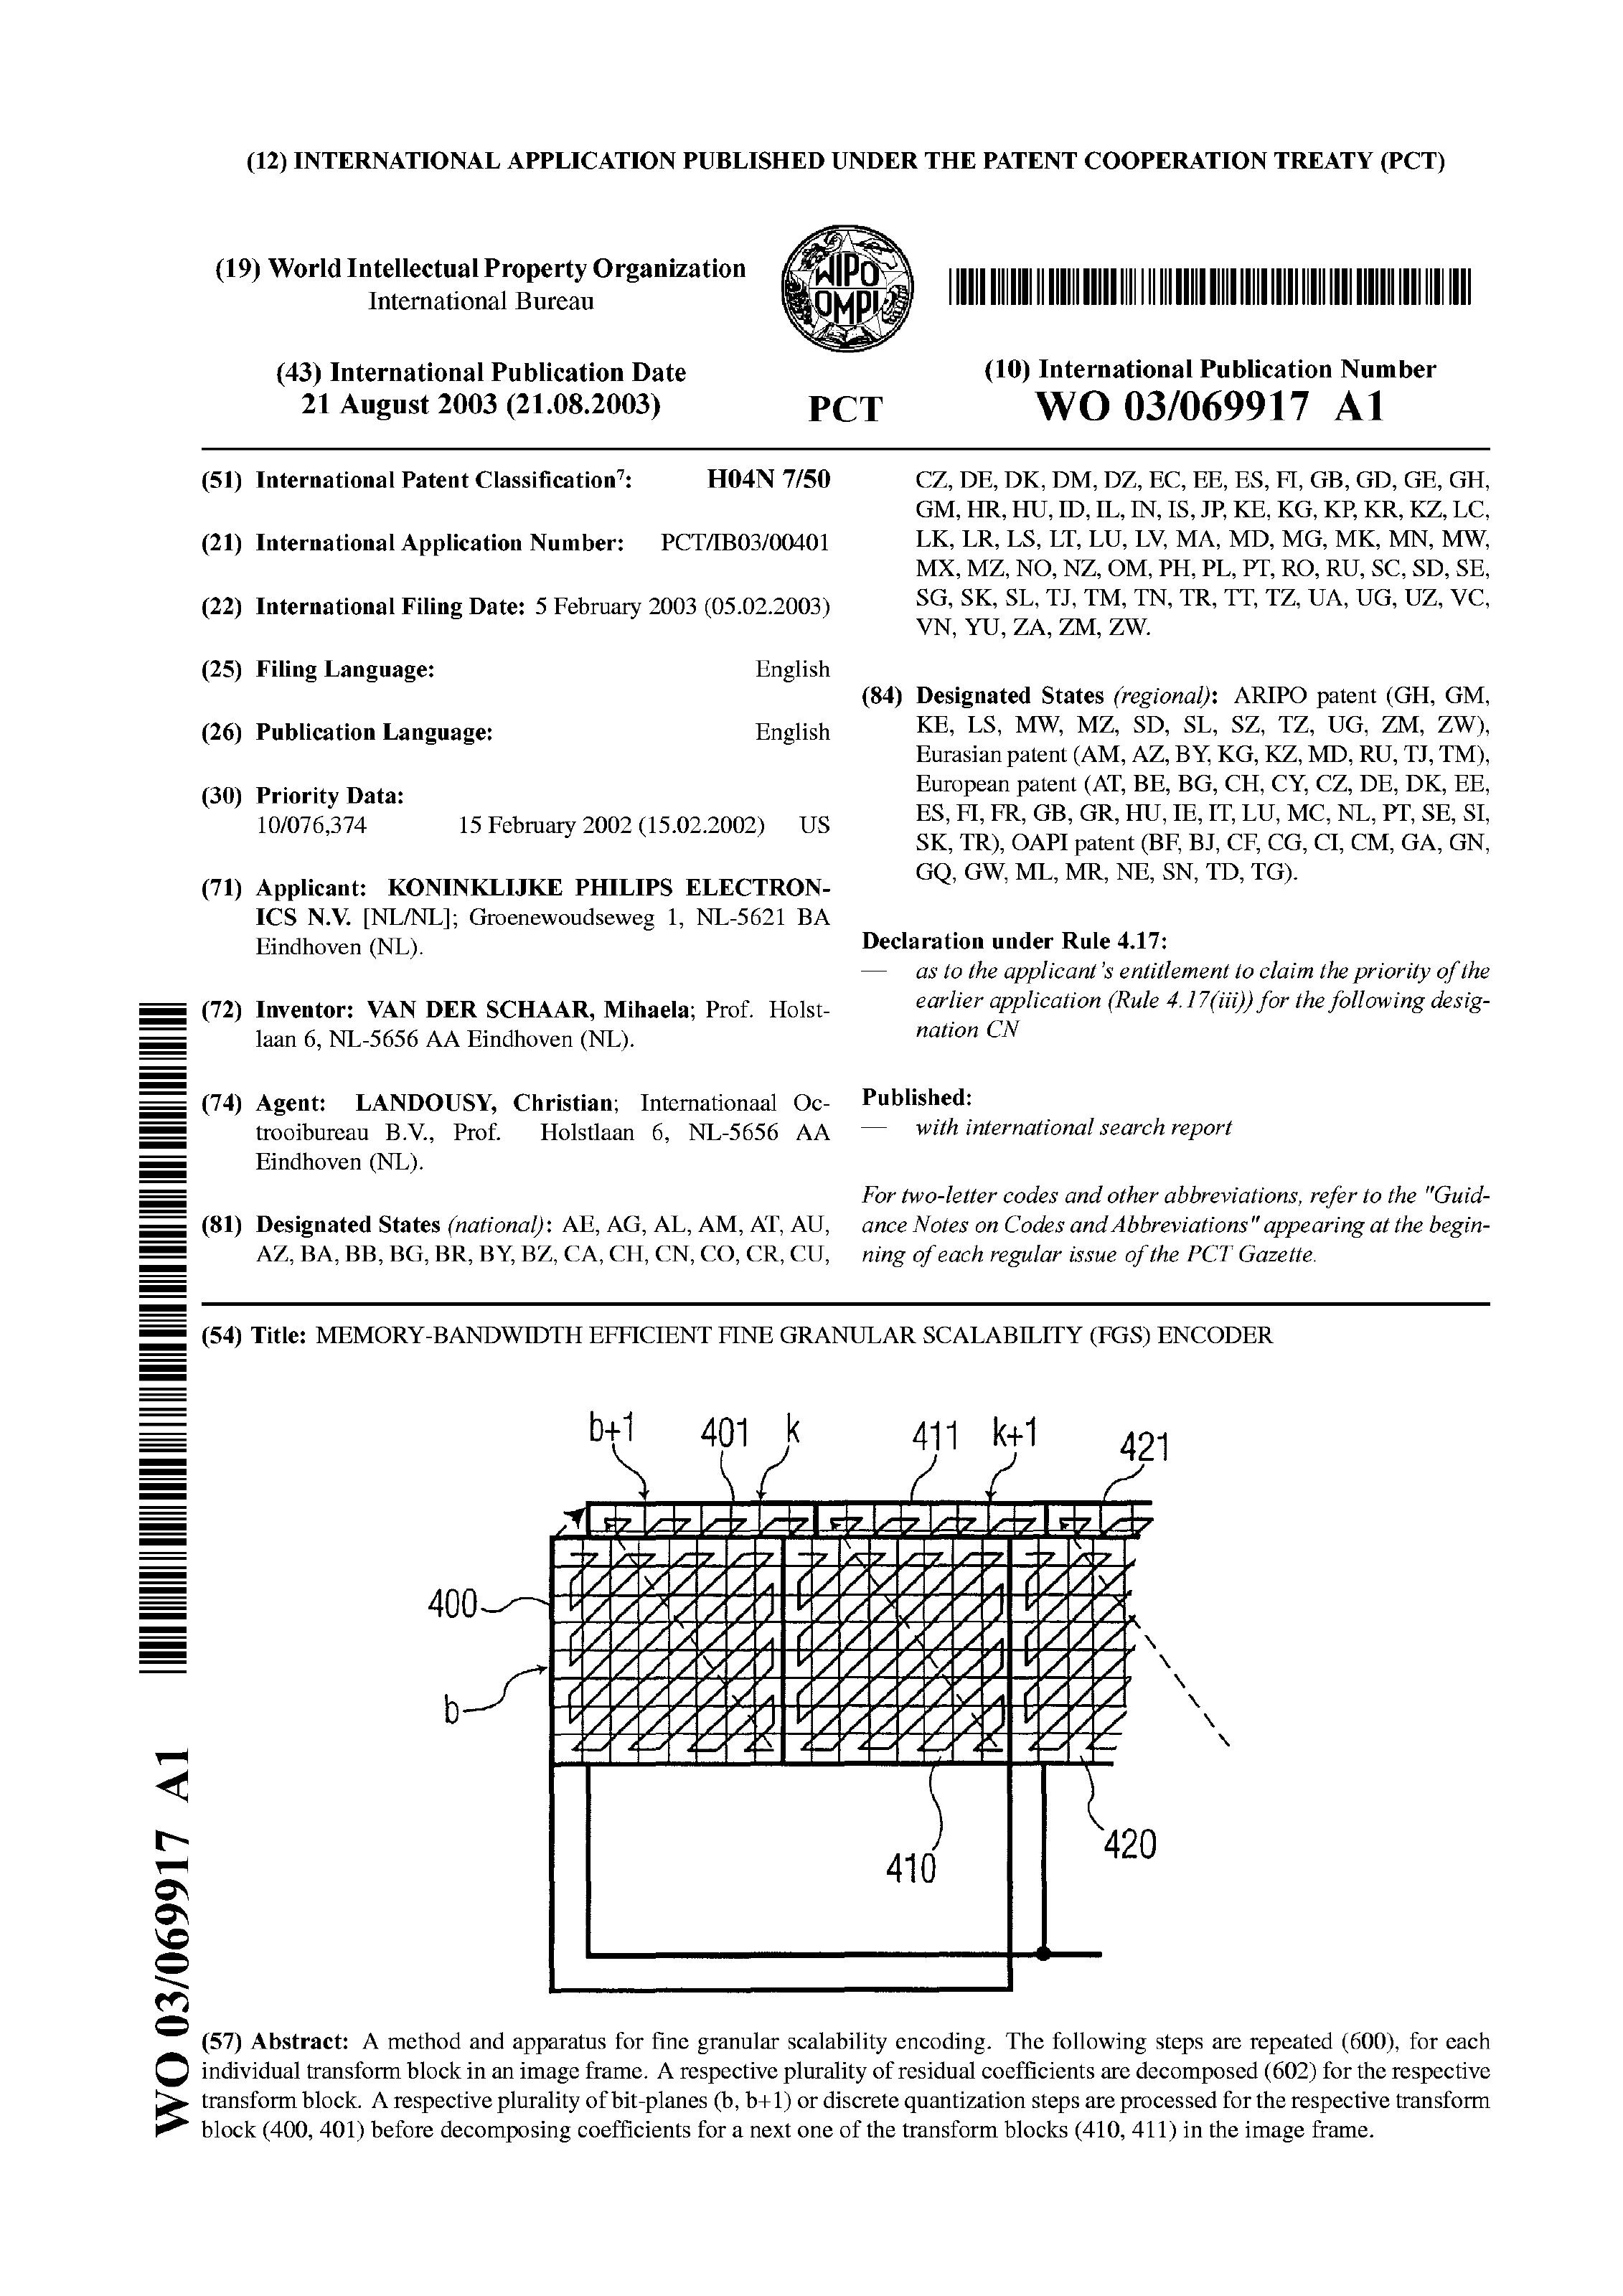 (12) INTERNATIONAL APPLICATION PUBLISHED UNDER THE PATENT COOPERATION TREATY (PCT)
(19) World Intellectual Property Organization
International Bureau
WIPO
OMPI
(43) International Publication Date
21 August 2003 (21.08.2003)
PCT
(10) International Publication Number
WO 03/069917 A1
(51) International Patent Classification7: H04N 7/50
(21) International Application Number: PCT/IB03/00401
(22) International Filing Date: 5 February 2003 (05.02.2003)
(25) Filing Language: English
(26) Publication Language: English
(30) Priority Data:
10/076,374 15 February 2002 (15.02.2002) US
(71) Applicant: KONINKLIJKE PHILIPS ELECTRON-
ICS N.V. [NL/NL]; Groenewoudseweg 1, NL-5621 BA
Eindhoven (NL).
(72) Inventor: VAN DER SCHAAR, Mihaela; Prof. Holst-
laan 6, NL-5656 AA Eindhoven (NL).
(74) Agent: LANDOUSY, Christian; Internationaal Oc-
trooibureau B.V., Prof. Holstlaan 6, NL-5656 AA
Eindhoven (NL).
(81) Designated States (national): AE, AG, AL, AM, AT, AU,
AZ, BA, BB, BG, BR, BY, BZ, CA, CH, CN, CO, CR, CU,
CZ, DE, DK, DM, DZ, EC, EE, ES, FI, GB, GD, GE, GH,
GM, HR, HU, ID, IL, IN, IS, JP, KE, KG, KP, KR, KZ, LC,
LK, LR, LS, LT, LU, LV, MA, MD, MG, MK, MN, MW,
MX, MZ, NO, NZ, OM, PH, PL, PT, RO, RU, SC, SD, SE,
SG, SK, SL, TJ, TM, TN, TR, TT, TZ, UA, UG, UZ, VC,
VN, YU, ZA, ZM, ZW.
(84) Designated States (regional): ARIPO patent (GH, GM,
KE, LS, MW, MZ, SD, SL, SZ, TZ, UG, ZM, ZW),
Eurasian patent (AM, AZ, BY, KG, KZ, MD, RU, TJ, TM),
European patent (AT, BE, BG, CH, CY, CZ, DE, DK, EE,
ES, FI, FR, GB, GR, HU, IE, IT, LU, MC, NL, PT, SE, SI,
SK, TR), OAPI patent (BF, BJ, CF, CG, CI, CM, GA, GN,
GQ, GW, ML, MR, NE, SN, TD, TG).
Declaration under Rule 4.17:
— as to the applicant's entitlement to claim the priority of the
earlier application (Rule 4.17(iii)) for the following desig-
nation CN
Published:
— with international search report
For two-letter codes and other abbreviations, refer to the "Guid-
ance Notes on Codes and Abbreviations" appearing at the begin-
ning of each regular issue of the PCT Gazette.
(54) Title: MEMORY-BANDWIDTH EFFICIENT FINE GRANULAR SCALABILITY (FGS) ENCODER
b+1 401 k 411 k+1 421
400
b
410
420
WO 03/069917 A1
(57) Abstract: A method and apparatus for fine granular scalability encoding. The following steps are repeated (600), for each
individual transform block in an image frame. A respective plurality of residual coefficients are decomposed (602) for the respective
transform block. A respective plurality of bit-planes (b, b+1) or discrete quantization steps are processed for the respective transform
block (400, 401) before decomposing coefficients for a next one of the transform blocks (410, 411) in the image frame.